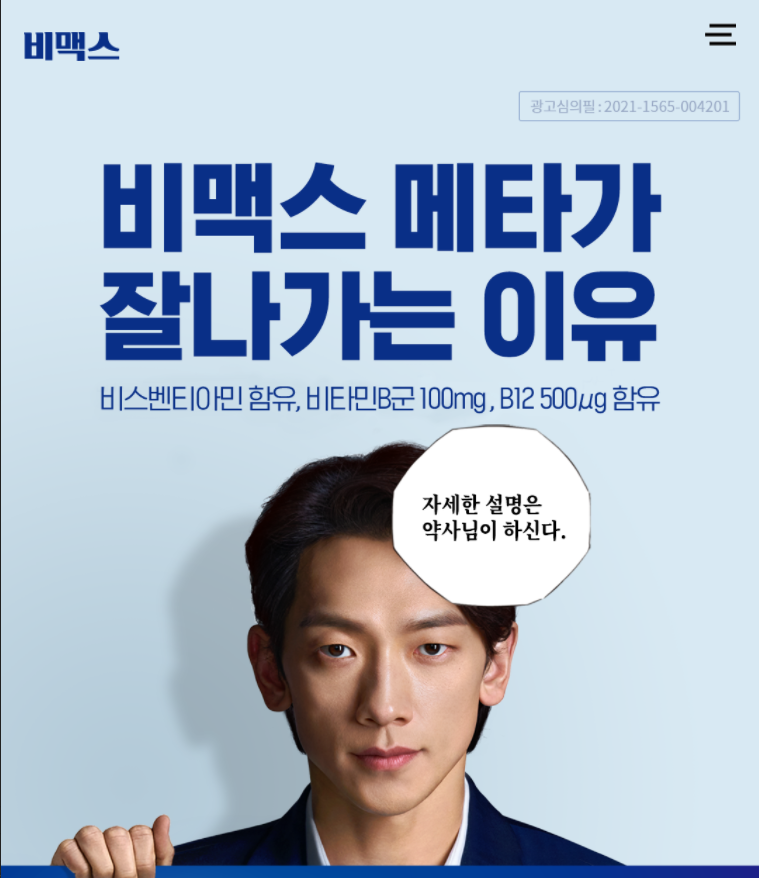 비맥스
광고심의필 : 2021-1565-004201
비맥스 메타가
잘나가는 이유
비스벤티아민 함유, 비타민B군 100mg, B12 500μg 함유
자세한 설명은
약사님이 하신다.